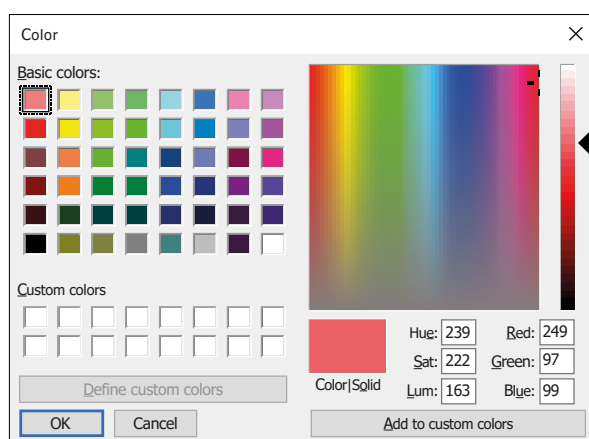 Color
Basic colors:
Custom colors
Define custom colors
OK Cancel
Color|Solid
Hue: 239 Red: 249
Sat: 222 Green: 97
Lum: 163 Blue: 99
Add to custom colors